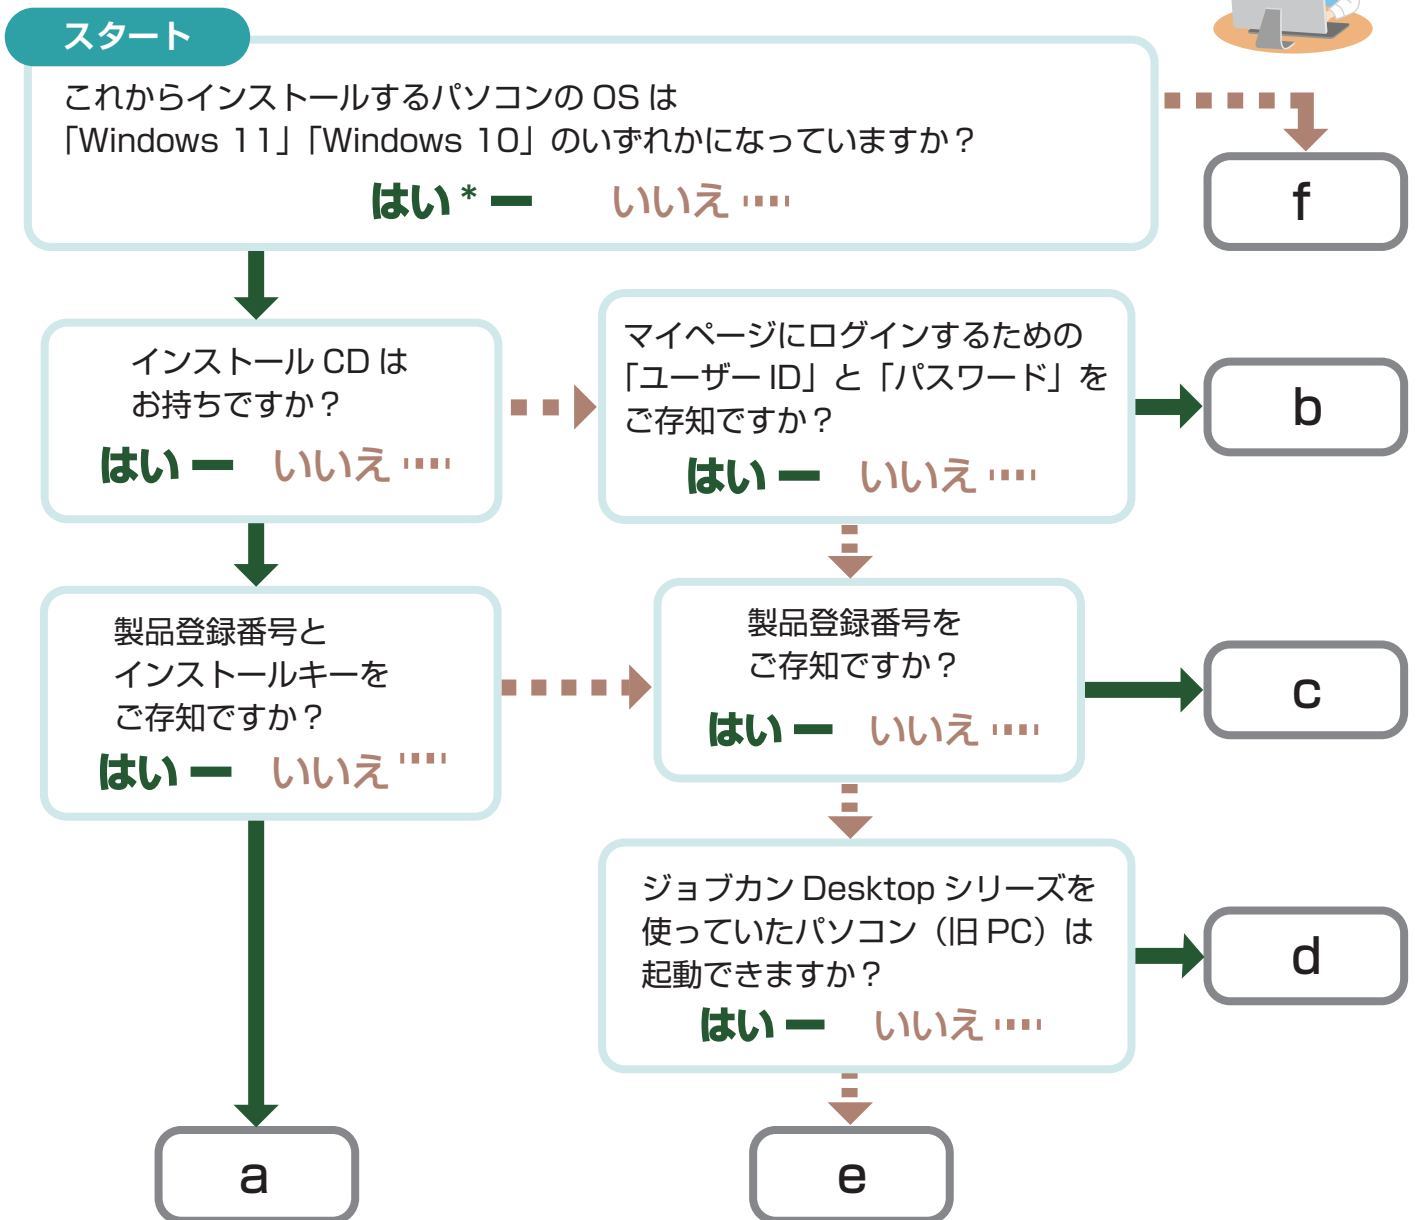 スタート
これからインストールするパソコンの OS は
「Windows 11」「Windows 10」のいずれかになっていますか？
はい * いいえ
f
インストール CD は
お持ちですか？
はい いいえ
マイページにログインするための
「ユーザー ID」と「パスワード」を
ご存知ですか？
はい いいえ
b
製品登録番号と
インストールキーを
ご存知ですか？
はい いいえ
製品登録番号を
ご存知ですか？
はい いいえ
c
ジョブカン Desktop シリーズを
使っていたパソコン（旧 PC）は
起動できますか？
はい いいえ
d
a
e